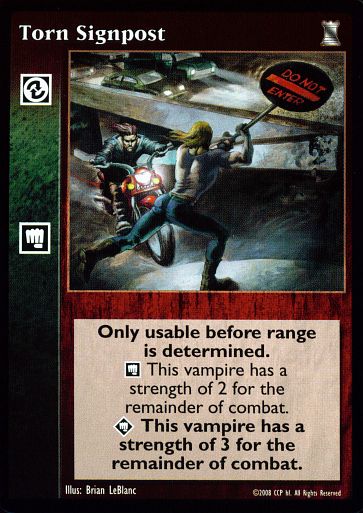 Torn Signpost
DO NOT
ENTER
Only usable before range
is determined.
This vampire has a
strength of 2 for the
remainder of combat.
This vampire has a
strength of 3 for the
remainder of combat.
Illus: Brian LeBlanc
©2008 CCP hf. All Rights Reserved